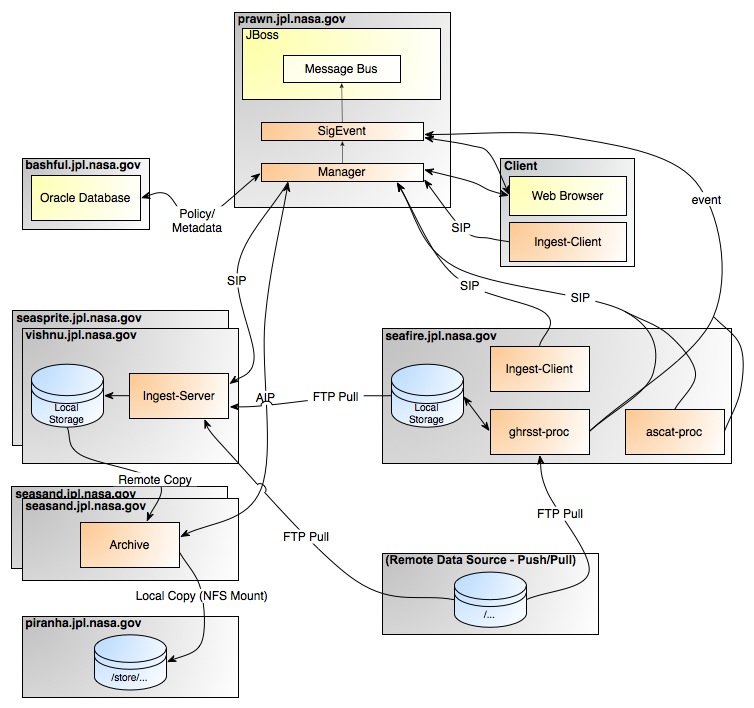 prawn.jpl.nasa.gov
JBoss
Message Bus
SigEvent
Manager
bashful.jpl.nasa.gov
Oracle Database
Policy/
Metadata
Client
Web Browser
Ingest-Client
event
SIP
SIP
SIP
SIP
seasprite.jpl.nasa.gov
vishnu.jpl.nasa.gov
Local
Storage
Ingest-Server
AIP
FTP Pull
seafire.jpl.nasa.gov
Ingest-Client
Local
Storage
ghrsst-proc
ascat-proc
Remote Copy
seasand.jpl.nasa.gov
seasand.jpl.nasa.gov
Archive
FTP Pull
FTP Pull
(Remote Data Source - Push/Pull)
/...
Local Copy (NFS Mount)
piranha.jpl.nasa.gov
/store/...